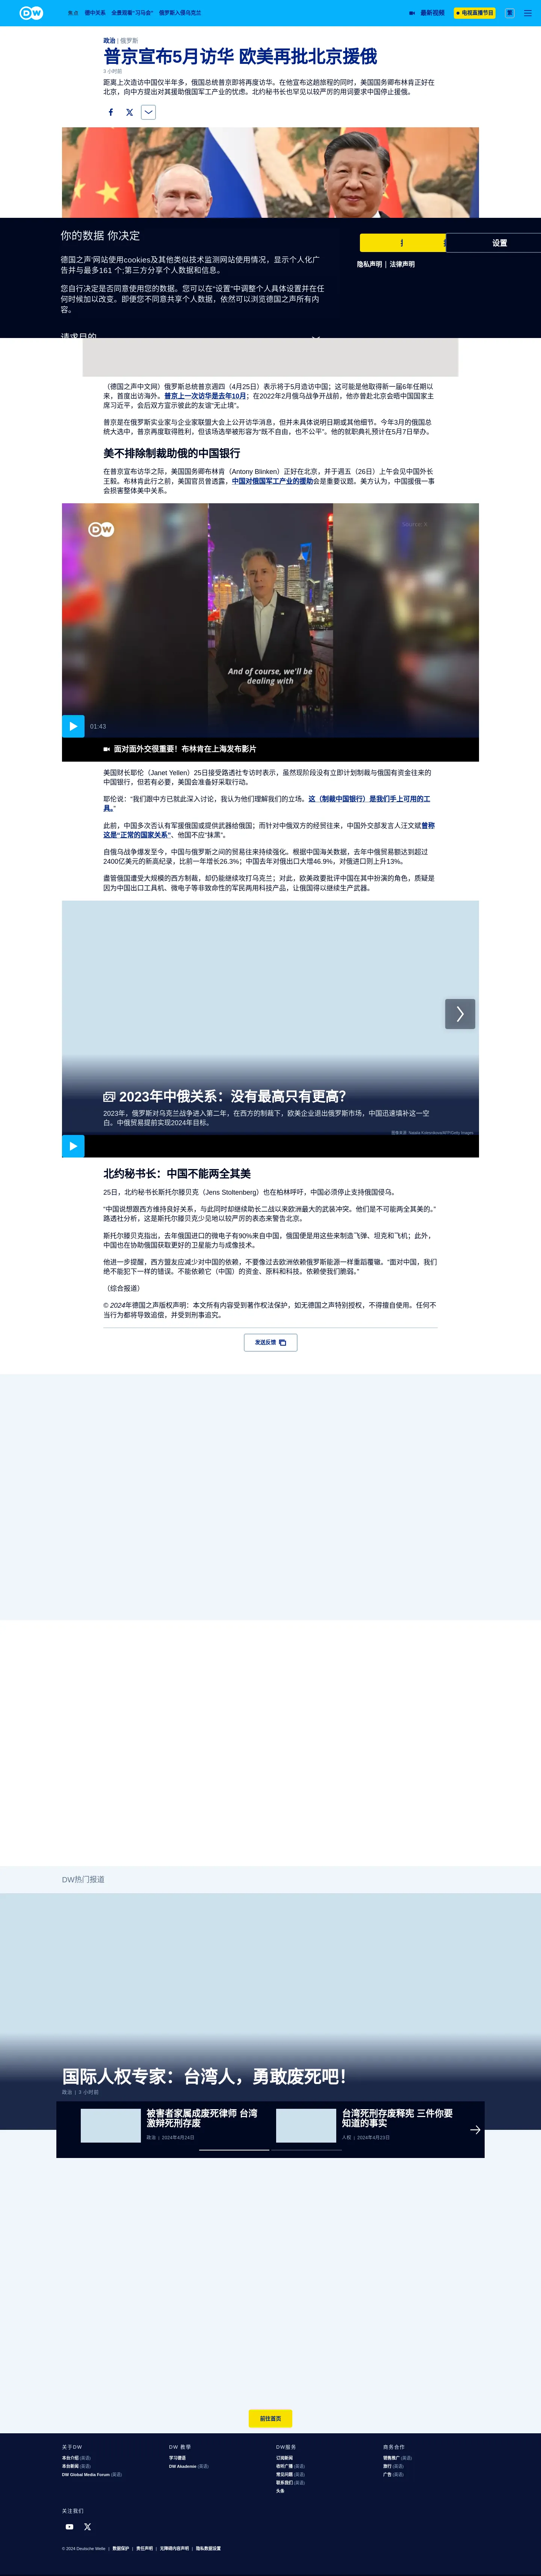 DW
焦点
德中关系
全景观察"习马会"
俄罗斯入侵乌克兰
最新视频
电视直播节目
繁
政治 | 俄罗斯
普京宣布5月访华 欧美再批北京援俄
3 小时前
距离上次造访中国仅半年多，俄国总统普京即将再度访华。在他宣布这趟旅程的同时，美国国务卿布林肯正好在
北京，向中方提出对其援助俄国军工产业的忧虑。北约秘书长也罕见以较严厉的用词要求中国停止援俄。
你的数据 你决定
德国之声'网站使用cookies及其他类似技术监测网站使用情况，显示个人化广
告并与最多161 个;第三方分享个人数据和信息。
您自行决定是否同意使用您的数据。您可以在“设置”中调整个人具体设置并在任
何时候加以改变。即便您不同意共享个人数据，依然可以浏览德国之声所有内
容。
请求目的
设置
隐私声明 | 法律声明
（德国之声中文网）俄罗斯总统普京週四（4月25日）表示将于5月造访中国；这可能是他取得新一届6年任期以
来，首度出访海外。普京上一次访华是去年10月；在2022年2月俄乌战争开战前，他亦曾赴北京会晤中国国家主
席习近平，会后双方宣示彼此的友谊“无止境”。
普京是在俄罗斯实业家与企业家联盟大会上公开访华消息，但并未具体说明日期或其他细节。今年3月的俄国总
统大选中，普京再度取得胜利，但该场选举被形容为“既不自由，也不公平”。他的就职典礼预计在5月7日举办。
美不排除制裁助俄的中国银行
在普京宣布访华之际，美国国务卿布林肯（Antony Blinken）正好在北京，并于週五（26日）上午会见中国外长
王毅。布林肯此行之前，美国官员曾透露，中国对俄国军工产业的援助会是重要议题。美方认为，中国援俄一事
会损害整体美中关系。
DW
Source: X
And of course, we'll be
dealing with
01:43
面对面外交很重要！布林肯在上海发布影片
美国财长耶伦（Janet Yellen）25日接受路透社专访时表示，虽然现阶段没有立即计划制裁与俄国有资金往来的
中国银行，但若有必要，美国会准备好采取行动。
耶伦说：“我们跟中方已就此深入讨论，我认为他们理解我们的立场。这（制裁中国银行）是我们手上可用的工
具。”
此前，中国多次否认有军援俄国或提供武器给俄国；而针对中俄双方的经贸往来，中国外交部发言人汪文斌曾称
这是“正常的国家关系”、他国不应“抹黑”。
自俄乌战争爆发至今，中国与俄罗斯之间的贸易往来持续强化。根据中国海关数据，去年中俄贸易额达到超过
2400亿美元的新高纪录，比前一年增长26.3%；中国去年对俄出口大增46.9%，对俄进口则上升13%。
盡管俄国遭受大规模的西方制裁，却仍能继续攻打乌克兰；对此，欧美政要批评中国在其中扮演的角色，质疑是
因为中国出口工具机、微电子等非致命性的军民两用科技产品，让俄国得以继续生产武器。
2023年中俄关系：没有最高只有更高？
2023年，俄罗斯对乌克兰战争进入第二年，在西方的制裁下，欧美企业退出俄罗斯市场，中国迅速填补这一空
白。中俄贸易提前实现2024年目标。
北约秘书长：中国不能两全其美
25日，北约秘书长斯托尔滕贝克（Jens Stoltenberg）也在柏林呼吁，中国必须停止支持俄国侵乌。
“中国说想跟西方维持良好关系，与此同时却继续助长二战以来欧洲最大的武装冲突。他们是不可能两全其美的。”
路透社分析，这是斯托尔滕贝克少见地以较严厉的表态来警告北京。
斯托尔滕贝克指出，去年俄国进口的微电子有90%来自中国，俄国便是用这些来制造飞弹、坦克和飞机；此外，
中国也在协助俄国获取更好的卫星能力与成像技术。
他进一步提醒，西方盟友应减少对中国的依赖，不要像过去欧洲依赖俄罗斯能源一样重蹈覆辙。“面对中国，我们
绝不能犯下一样的错误。不能依赖它（中国）的资金、原料和科技。依赖使我们脆弱。”
（综合报道）
© 2024年德国之声版权声明：本文所有内容受到著作权法保护，如无德国之声特别授权，不得擅自使用。任何不
当行为都将导致追偿，并受到刑事追究。
发送反馈
DW热门报道
国际人权专家：台湾人，勇敢废死吧！
政治 | 3 小时前
被害者家属成废死律师 台湾
激辩死刑存废
政治 | 2024年4月24日
台湾死刑存废释宪 三件你要
知道的事实
人权 | 2024年4月23日
前往首页
关于DW
本台介绍 (英语)
本台新闻 (英语)
DW Global Media Forum (英语)
DW 教學
学习德语
DW Akademie (英语)
DW服务
订阅新闻
收听广播 (英语)
常见问题 (英语)
联系我们 (英语)
头条
商务合作
销售推广 (英语)
旅行 (英语)
广告 (英语)
关注我们
© 2024 Deutsche Welle | 数据保护 | 责任声明 | 无障碍内容声明 | 隐私数据设置